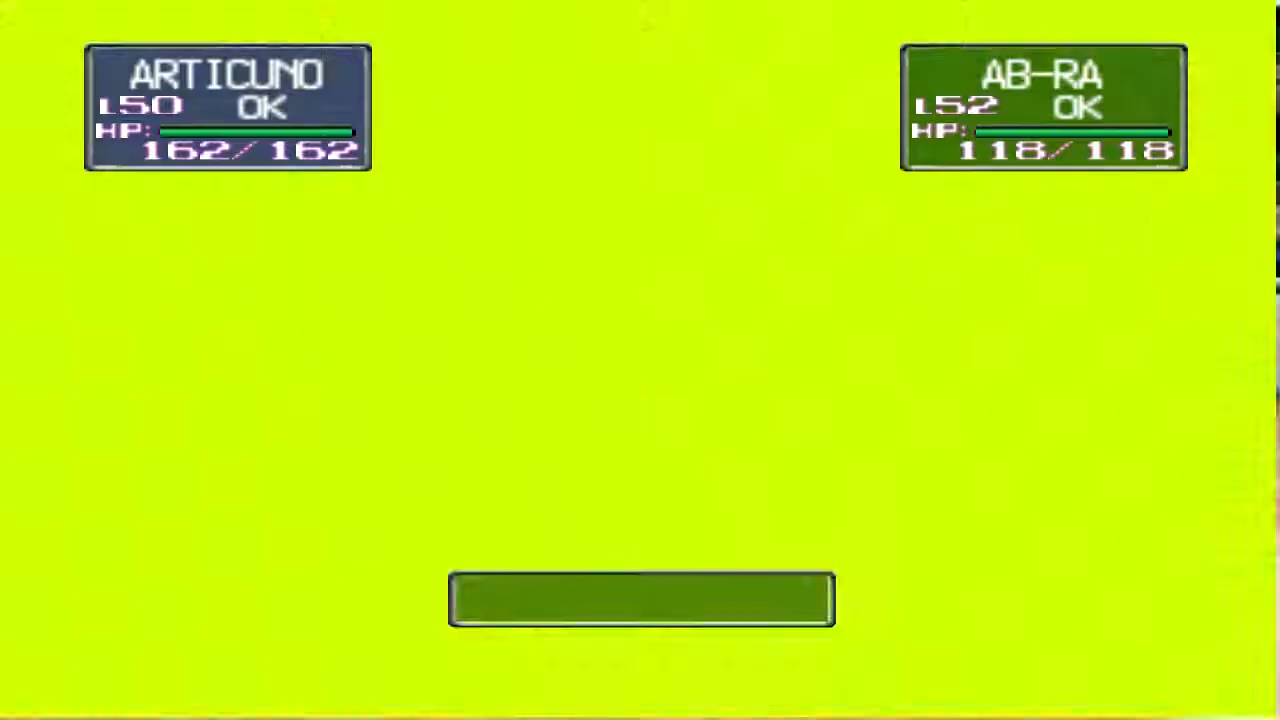 ARTICUNO
L50 OK
HP:
162/162
AB-RA
L52 OK
HP:
118/118